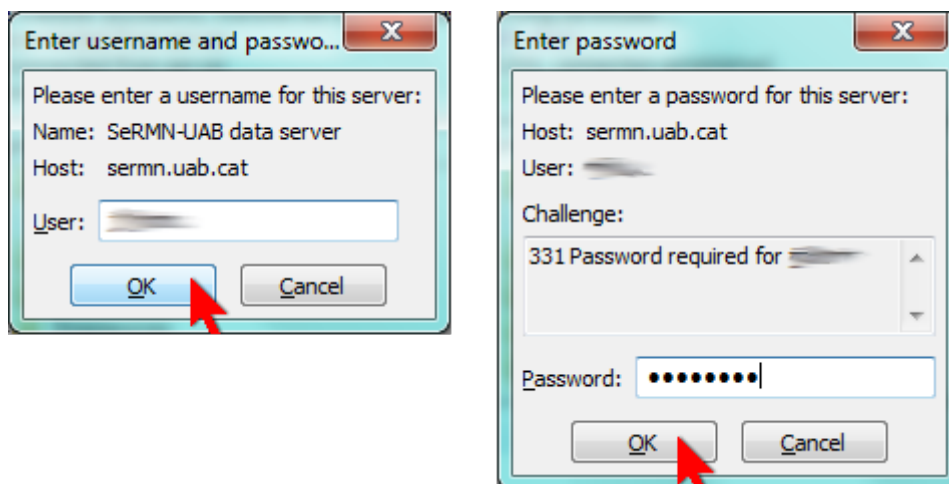 Enter username and passwo...
Please enter a username for this server:
Name: SeRMN-UAB data server
Host: sermn.uab.cat
User:
OK Cancel
Enter password
Please enter a password for this server:
Host: sermn.uab.cat
User:
Challenge:
331 Password required for
Password: ●●●●●●●●
OK Cancel